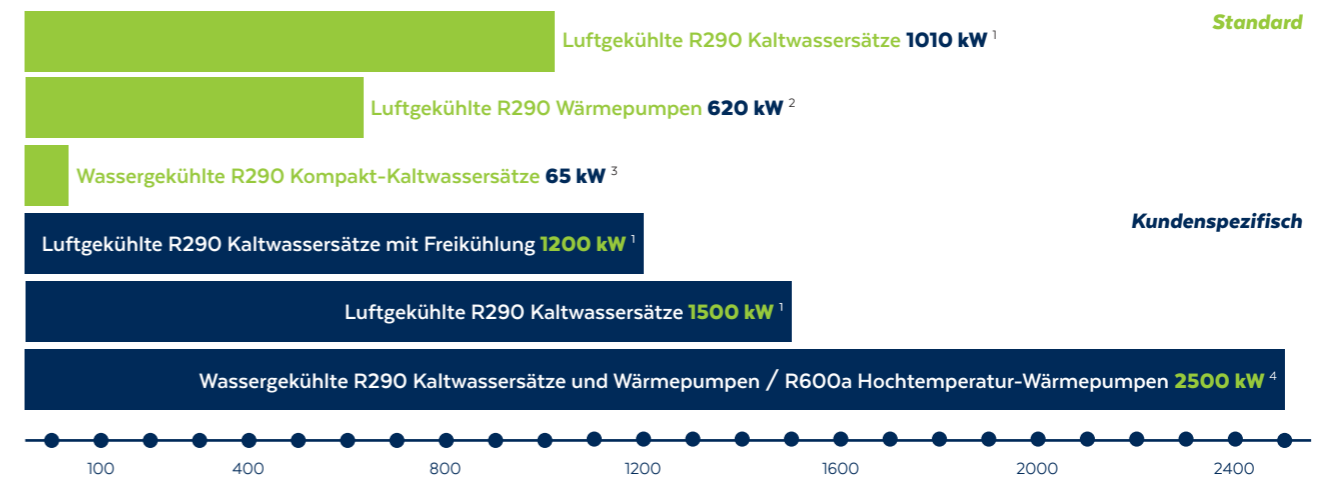 Standard
Luftgekühlte R290 Kaltwassersätze 1010 kW ¹
Luftgekühlte R290 Wärmepumpen 620 kW ²
Wassergekühlte R290 Kompakt-Kaltwassersätze 65 kW ³
Kundenspezifisch
Luftgekühlte R290 Kaltwassersätze mit Freikühlung 1200 kW ¹
Luftgekühlte R290 Kaltwassersätze 1500 kW ¹
Wassergekühlte R290 Kaltwassersätze und Wärmepumpen / R600a Hochtemperatur-Wärmepumpen 2500 kW ⁴
100 400 800 1200 1600 2000 2400